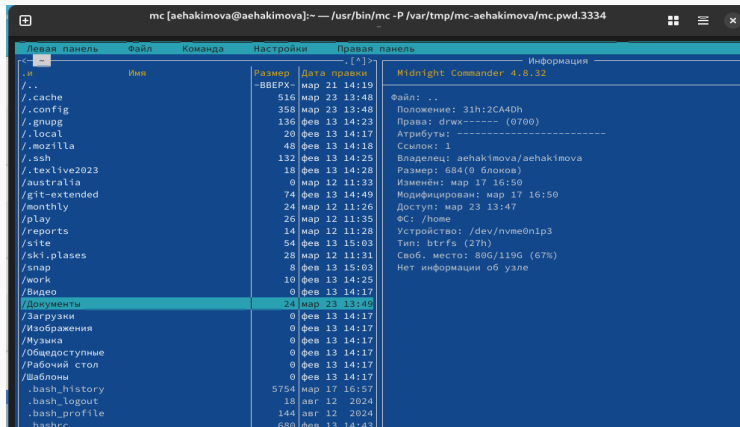 mc [aehakimova@aehakimova]:~ — /usr/bin/mc -P /var/tmp/mc-aehakimova/mc.pwd.3334
~
Левая панель Файл Команда Настройки Правая панель
<─ ~ .[^]>
.и Имя Размер Дата правки
/.. -ВВЕРХ- мар 21 14:19
/.cache 516 мар 23 13:48
/.config 358 мар 23 13:48
/.gnupg 136 фев 13 14:23
/.local 20 фев 13 14:17
/.mozilla 48 фев 13 14:18
/.ssh 132 фев 13 14:25
/.texlive2023 18 фев 13 14:28
/australia 0 мар 12 11:33
/git-extended 74 фев 13 14:49
/monthly 24 мар 12 11:26
/play 26 мар 12 11:35
/reports 14 мар 12 11:28
/site 54 фев 13 15:03
/ski.plases 28 мар 12 11:31
/snap 8 фев 13 15:03
/work 10 фев 13 14:25
/Видео 0 фев 13 14:17
/Документы 24 мар 23 13:49
/Загрузки 0 фев 13 14:17
/Изображения 0 фев 13 14:17
/Музыка 0 фев 13 14:17
/Общедоступные 0 фев 13 14:17
/Рабочий стол 0 фев 13 14:17
/Шаблоны 0 фев 13 14:17
.bash_history 5754 мар 17 16:57
.bash_logout 18 авг 12 2024
.bash_profile 144 авг 12 2024
.bashrc 680 фев 13 14:43
Информация
Midnight Commander 4.8.32
Файл: ..
Положение: 31h:2CA4Dh
Права: drwx------ (0700)
Атрибуты: --------------------------
Ссылок: 1
Владелец: aehakimova/aehakimova
Размер: 684(0 блоков)
Изменён: мар 17 16:50
Модифицирован: мар 17 16:50
Доступ: мар 23 13:47
ФС: /home
Устройство: /dev/nvme0n1p3
Тип: btrfs (27h)
Своб. место: 80G/119G (67%)
Нет информации об узле